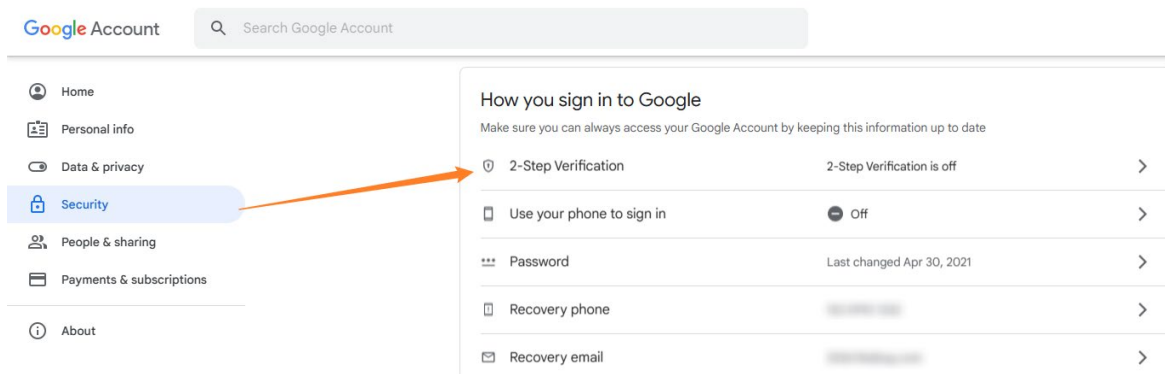 Google Account
Search Google Account
Home
Personal info
Data & privacy
Security
People & sharing
Payments & subscriptions
About
How you sign in to Google
Make sure you can always access your Google Account by keeping this information up to date
2-Step Verification 2-Step Verification is off
Use your phone to sign in Off
Password Last changed Apr 30, 2021
Recovery phone
Recovery email